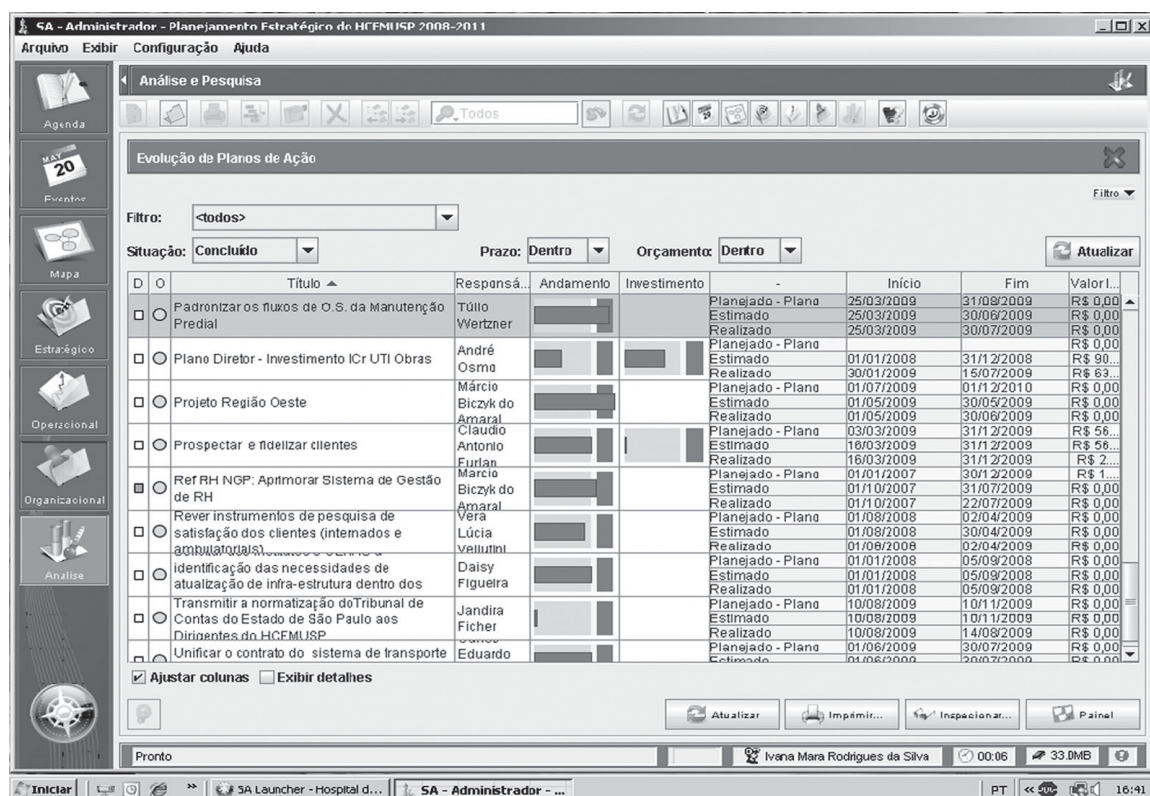 SA - Administrador - Planejamento Estratégico do HCFMUSP 2008-2011
Arquivo Exibir Configuração Ajuda
Análise e Pesquisa
Agenda
Todos
Evolução de Planos de Ação
MAY
20
Eventos
Filtro
Filtro: <todos>
Situação: Concluído Prazo: Dentro Orçamento: Dentro Atualizar
Mapa
D O Título Responsá... Andamento Investimento - Início Fim Valor I...
Padronizar os fluxos de O.S. da Manutenção
Predial
Túlio
Wertzner
Planejado - Plano 25/03/2009 31/08/2009 R$ 0,00
Estimado 25/03/2009 30/06/2009 R$ 0,00
Realizado 25/03/2009 30/07/2009 R$ 0,00
Estratégico
Plano Diretor - Investimento ICr UTI Obras
André
Osmo
Planejado - Plano R$ 0,00
Estimado 01/01/2008 31/12/2008 R$ 90...
Realizado 30/01/2008 15/07/2009 R$ 63...
Operacional
Projeto Região Oeste
Márcio
Biczyk do
Amaral
Planejado - Plano 01/07/2009 01/12/2010 R$ 0,00
Estimado 01/05/2009 30/05/2009 R$ 0,00
Realizado 01/05/2009 30/06/2009 R$ 0,00
Prospectar e fidelizar clientes
Claudio
Antonio
Furlan
Planejado - Plano 03/03/2009 31/12/2009 R$ 56...
Estimado 16/03/2009 31/12/2009 R$ 56...
Realizado 16/03/2009 31/12/2009 R$ 2...
Organizacional
Ref RH NGP: Aprimorar Sistema de Gestão
de RH
Márcio
Biczyk do
Amaral
Planejado - Plano 01/01/2007 30/12/2009 R$ 1...
Estimado 01/10/2007 31/07/2009 R$ 0,00
Realizado 01/10/2007 22/07/2009 R$ 0,00
Rever instrumentos de pesquisa de
satisfação dos clientes (internados e
ambulatoriais)
Vera
Lúcia
Vellutini
Planejado - Plano 01/08/2008 02/04/2009 R$ 0,00
Estimado 01/08/2008 30/04/2009 R$ 0,00
Realizado 01/08/2008 02/04/2009 R$ 0,00
Analise
identificação das necessidades de
atualização de infra-estrutura dentro dos
Daisy
Figueira
Planejado - Plano 01/01/2008 05/09/2008 R$ 0,00
Estimado 01/01/2008 05/09/2008 R$ 0,00
Realizado 01/01/2008 05/09/2008 R$ 0,00
Transmitir a normatização do Tribunal de
Contas do Estado de São Paulo aos
Dirigentes do HCFMUSP
Jandira
Ficher
Planejado - Plano 10/08/2009 10/11/2009 R$ 0,00
Estimado 10/08/2009 10/11/2009 R$ 0,00
Realizado 10/08/2009 14/08/2009 R$ 0,00
Unificar o contrato do sistema de transporte
Eduardo
Planejado - Plano 01/06/2009 30/07/2009 R$ 0,00
Estimado 01/06/2009 30/07/2009 R$ 0,00
Ajustar colunas Exibir detalhes
Atualizar Imprimir... Inspecionar... Painel
Pronto Ivana Mara Rodrigues da Silva 00:06 33.0MB
Iniciar SA Launcher - Hospital d... SA - Administrador - ... PT 16:41